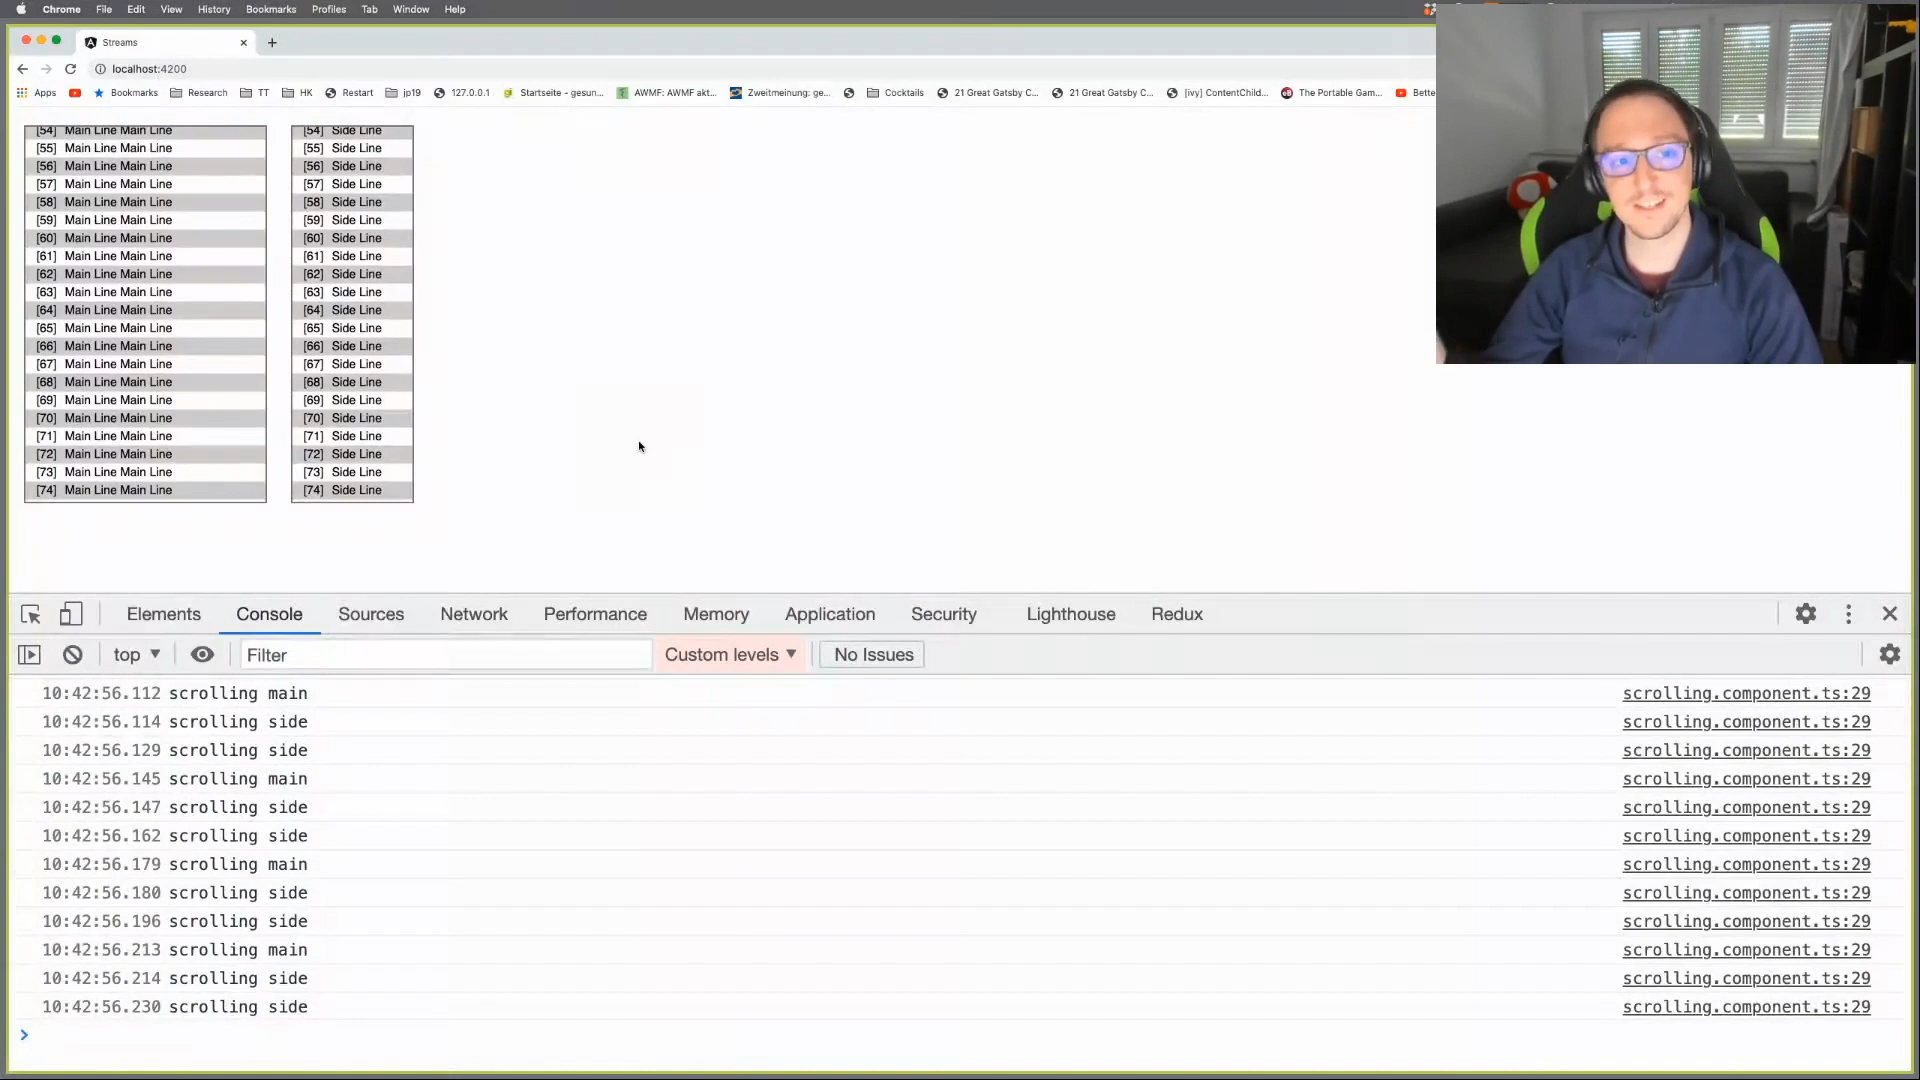 Chrome File Edit View History Bookmarks Profiles Tab Window Help
Streams
localhost:4200
Apps Bookmarks Research TT HK Restart jp19 127.0.0.1 Startseite - gesun... AWMF: AWMF akt... Zweitmeinung: ge... Cocktails 21 Great Gatsby C... 21 Great Gatsby C... [ivy] ContentChild... The Portable Gam... Bette
[54] Main Line Main Line [54] Side Line
[55] Main Line Main Line [55] Side Line
[56] Main Line Main Line [56] Side Line
[57] Main Line Main Line [57] Side Line
[58] Main Line Main Line [58] Side Line
[59] Main Line Main Line [59] Side Line
[60] Main Line Main Line [60] Side Line
[61] Main Line Main Line [61] Side Line
[62] Main Line Main Line [62] Side Line
[63] Main Line Main Line [63] Side Line
[64] Main Line Main Line [64] Side Line
[65] Main Line Main Line [65] Side Line
[66] Main Line Main Line [66] Side Line
[67] Main Line Main Line [67] Side Line
[68] Main Line Main Line [68] Side Line
[69] Main Line Main Line [69] Side Line
[70] Main Line Main Line [70] Side Line
[71] Main Line Main Line [71] Side Line
[72] Main Line Main Line [72] Side Line
[73] Main Line Main Line [73] Side Line
[74] Main Line Main Line [74] Side Line
Elements Console Sources Network Performance Memory Application Security Lighthouse Redux
top Filter Custom levels No Issues
10:42:56.112 scrolling main scrolling.component.ts:29
10:42:56.114 scrolling side scrolling.component.ts:29
10:42:56.129 scrolling side scrolling.component.ts:29
10:42:56.145 scrolling main scrolling.component.ts:29
10:42:56.147 scrolling side scrolling.component.ts:29
10:42:56.162 scrolling side scrolling.component.ts:29
10:42:56.179 scrolling main scrolling.component.ts:29
10:42:56.180 scrolling side scrolling.component.ts:29
10:42:56.196 scrolling side scrolling.component.ts:29
10:42:56.213 scrolling main scrolling.component.ts:29
10:42:56.214 scrolling side scrolling.component.ts:29
10:42:56.230 scrolling side scrolling.component.ts:29